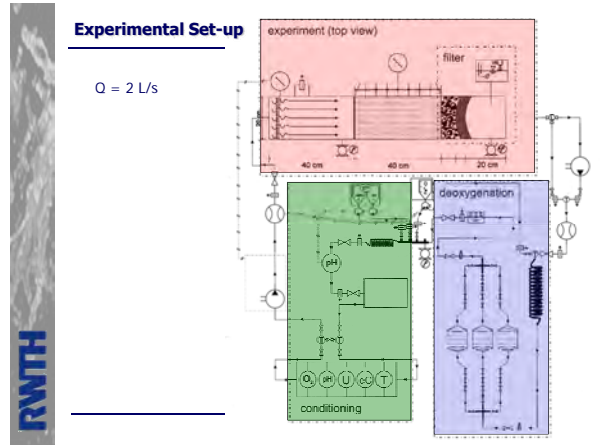 Experimental Set-up
Q = 2 L/s
experiment (top view)
filter
40 cm
40 cm
20 cm
deoxygenation
pH
O₂
pH
U
T
conditioning
RWTH